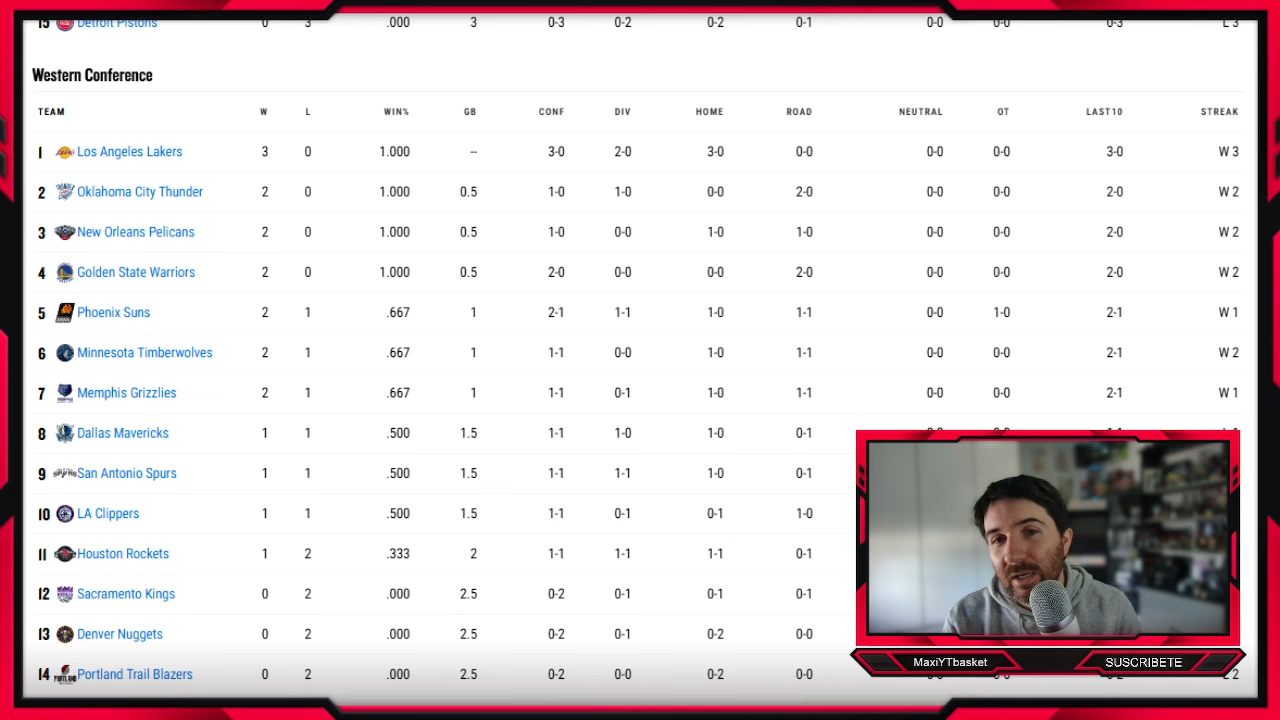 15 Detroit Pistons 0 3 .000 3 0-3 0-2 0-2 0-1 0-0 0-0 0-3 L 3
Western Conference
TEAM W L WIN% GB CONF DIV HOME ROAD NEUTRAL OT LAST10 STREAK
1 Los Angeles Lakers 3 0 1.000 -- 3-0 2-0 3-0 0-0 0-0 0-0 3-0 W 3
2 Oklahoma City Thunder 2 0 1.000 0.5 1-0 1-0 0-0 2-0 0-0 0-0 2-0 W 2
3 New Orleans Pelicans 2 0 1.000 0.5 1-0 0-0 1-0 1-0 0-0 0-0 2-0 W 2
4 Golden State Warriors 2 0 1.000 0.5 2-0 0-0 0-0 2-0 0-0 0-0 2-0 W 2
5 Phoenix Suns 2 1 .667 1 2-1 1-1 1-0 1-1 0-0 1-0 2-1 W 1
6 Minnesota Timberwolves 2 1 .667 1 1-1 0-0 1-0 1-1 0-0 0-0 2-1 W 2
7 Memphis Grizzlies 2 1 .667 1 1-1 0-1 1-0 1-1 0-0 0-0 2-1 W 1
8 Dallas Mavericks 1 1 .500 1.5 1-1 1-0 1-0 0-1
9 San Antonio Spurs 1 1 .500 1.5 1-1 1-1 1-0 0-1
10 LA Clippers 1 1 .500 1.5 1-1 0-1 0-1 1-0
11 Houston Rockets 1 2 .333 2 1-1 1-1 1-1 0-1
12 Sacramento Kings 0 2 .000 2.5 0-2 0-1 0-1 0-1
13 Denver Nuggets 0 2 .000 2.5 0-2 0-1 0-2 0-0
14 Portland Trail Blazers 0 2 .000 2.5 0-2 0-0 0-2 0-0
MaxiYTbasket SUSCRIBETE